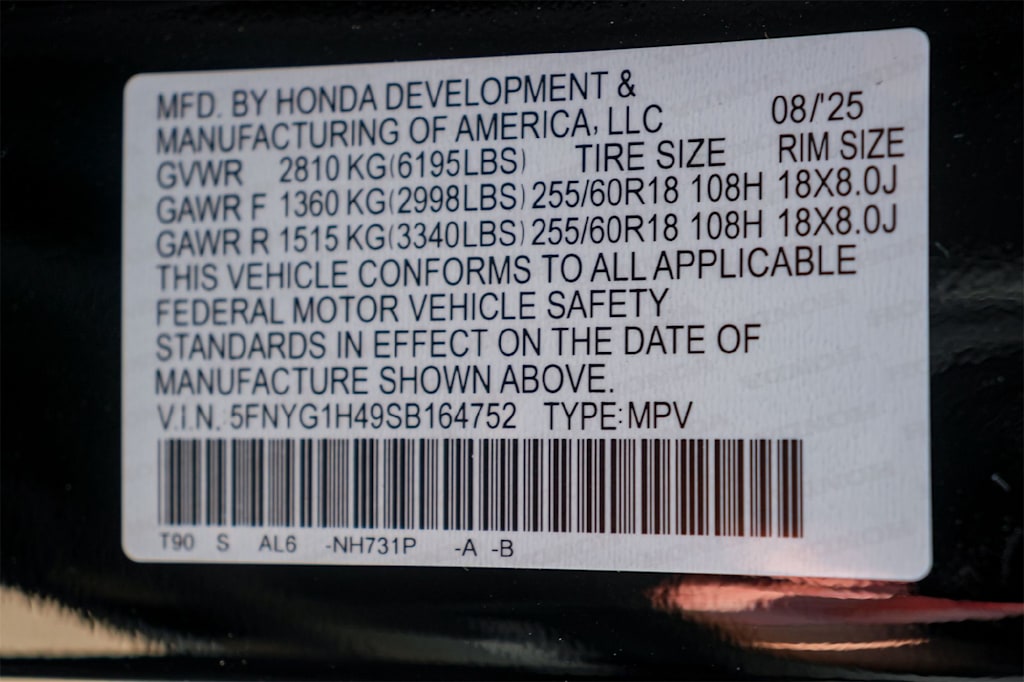 MFD. BY HONDA DEVELOPMENT &
MANUFACTURING OF AMERICA, LLC 08/'25
GVWR 2810 KG(6195LBS) TIRE SIZE RIM SIZE
GAWR F 1360 KG(2998LBS) 255/60R18 108H 18X8.0J
GAWR R 1515 KG(3340LBS) 255/60R18 108H 18X8.0J
THIS VEHICLE CONFORMS TO ALL APPLICABLE
FEDERAL MOTOR VEHICLE SAFETY
STANDARDS IN EFFECT ON THE DATE OF
MANUFACTURE SHOWN ABOVE.
V.I.N. 5FNYG1H49SB164752 TYPE:MPV
T90 S AL6 -NH731P -A -B